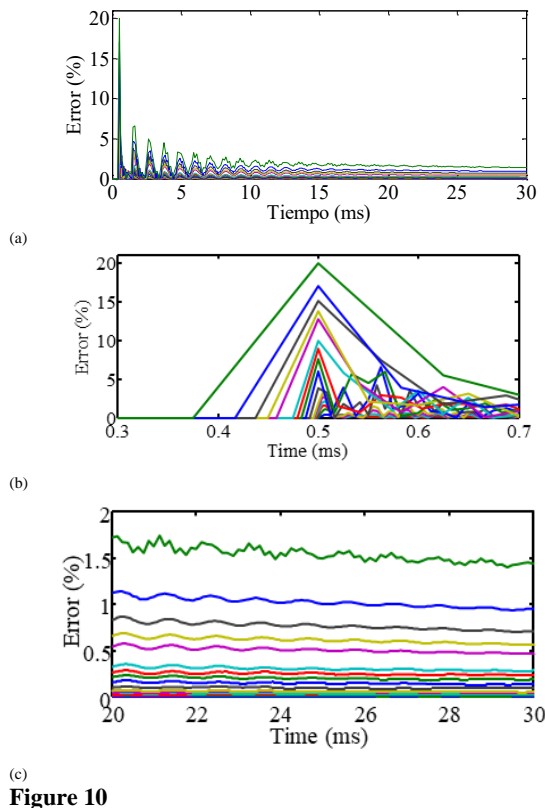 20
15
10
5
0
Error (%)
0 5 10 15 20 25 30
Tiempo (ms)
(a)
20
15
10
5
0
Error (%)
0.3 0.4 0.5 0.6 0.7
Time (ms)
(b)
2
1.5
1
0.5
0
Error (%)
20 22 24 26 28 30
Time (ms)
(c)
Figure 10